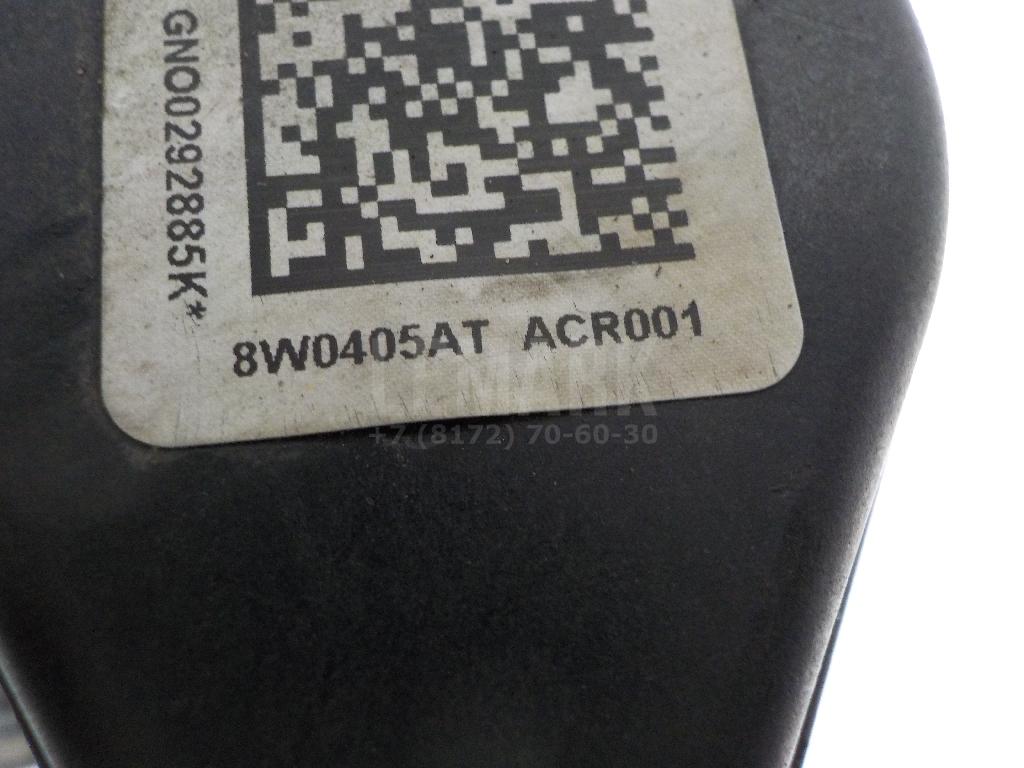 GNO0292885K*
8W0405AT ACR001
+7 (8172) 70-60-30